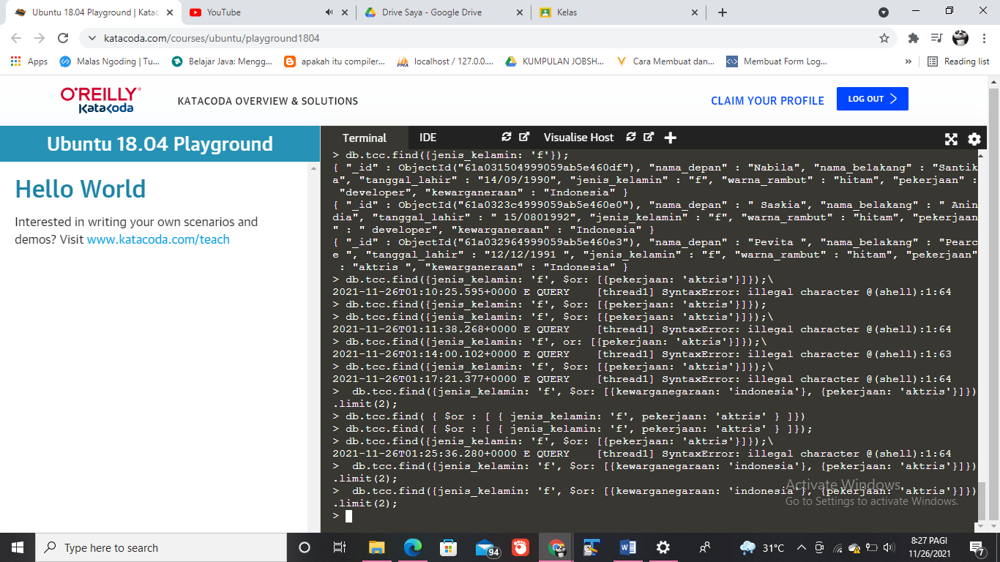 Ubuntu 18.04 Playground | Katac
YouTube
Drive Saya - Google Drive
Kelas
katacoda.com/courses/ubuntu/playground1804
Apps
Malas Ngoding | Tu...
Belajar Java: Mengg...
apakah itu compiler...
localhost / 127.0.0....
KUMPULAN JOBSH...
Cara Membuat dan...
Membuat Form Log...
»
Reading list
O'REILLY
Katacoda
KATACODA OVERVIEW & SOLUTIONS
CLAIM YOUR PROFILE
LOG OUT
Ubuntu 18.04 Playground
Hello World
Interested in writing your own scenarios and
demos? Visit www.katacoda.com/teach
Terminal
IDE
Visualise Host
> db.tcc.find({jenis_kelamin: 'f'});
{ "_id" : ObjectId("61a031504999059ab5e460df"), "nama_depan" : "Nabila", "nama_belakang" : "Santik
a", "tanggal_lahir" : "14/09/1990", "jenis_kelamin" : "f", "warna_rambut" : "hitam", "pekerjaan" :
"developer", "kewarganeraan" : "Indonesia" }
{ "_id" : ObjectId("61a0323c4999059ab5e460e0"), "nama_depan" : " Saskia", "nama_belakang" : " Anin
dia", "tanggal_lahir" : " 15/0801992", "jenis_kelamin" : "f", "warna_rambut" : "hitam", "pekerjaan
" : " developer", "kewarganeraan" : "Indonesia" }
{ "_id" : ObjectId("61a032964999059ab5e460e3"), "nama_depan" : "Pevita ", "nama_belakang" : "Pearc
e ", "tanggal_lahir" : "12/12/1991 ", "jenis_kelamin" : "f", "warna_rambut" : "hitam", "pekerjaan"
: "aktris ", "kewarganeraan" : "Indonesia" }
> db.tcc.find({jenis_kelamin: 'f', $or: [{pekerjaan: 'aktris'}]});\
2021-11-26T01:10:25.595+0000 E QUERY    [thread1] SyntaxError: illegal character @(shell):1:64
> db.tcc.find({jenis_kelamin: 'f', $or: [{pekerjaan: 'aktris'}]});
> db.tcc.find({jenis_kelamin: 'f', $or: [{pekerjaan: 'aktris'}]});\
2021-11-26T01:11:38.268+0000 E QUERY    [thread1] SyntaxError: illegal character @(shell):1:64
> db.tcc.find({jenis_kelamin: 'f', or: [{pekerjaan: 'aktris'}]});\
2021-11-26T01:14:00.102+0000 E QUERY    [thread1] SyntaxError: illegal character @(shell):1:63
> db.tcc.find({jenis_kelamin: 'f', $or: [{pekerjaan: 'aktris'}]});\
2021-11-26T01:17:21.377+0000 E QUERY    [thread1] SyntaxError: illegal character @(shell):1:64
>  db.tcc.find({jenis_kelamin: 'f', $or: [{kewarganegaraan: 'indonesia'}, {pekerjaan: 'aktris'}]})
.limit(2);
> db.tcc.find( { $or : [ { jenis_kelamin: 'f', pekerjaan: 'aktris' } ]})
> db.tcc.find( { $or : [ { jenis_kelamin: 'f', pekerjaan: 'aktris' } ]});
> db.tcc.find({jenis_kelamin: 'f', $or: [{pekerjaan: 'aktris'}]});\
2021-11-26T01:25:36.280+0000 E QUERY    [thread1] SyntaxError: illegal character @(shell):1:64
>  db.tcc.find({jenis_kelamin: 'f', $or: [{kewarganegaraan: 'indonesia'}, {pekerjaan: 'aktris'}]})
.limit(2);
>  db.tcc.find({jenis_kelamin: 'f', $or: [{kewarganegaraan: 'indonesia'}, {pekerjaan: 'aktris'}]})
.limit(2);
>
Activate Windows
Go to Settings to activate Windows.
Type here to search
94
31°C
8:27 PAGI
11/26/2021
7